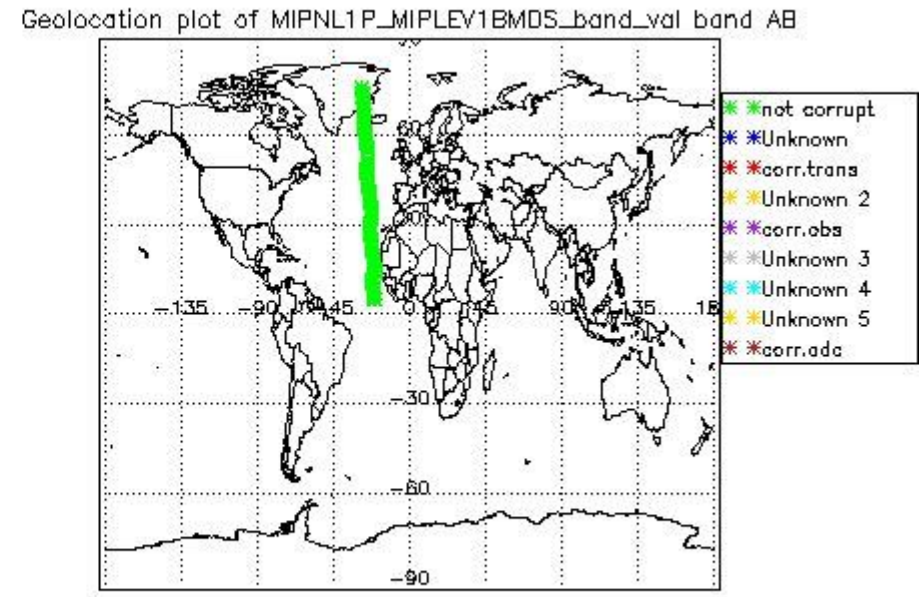 Geolocation plot of MIPNL1P_MIPLEV1BMDS_band_val band AB
not corrupt
Unknown
corr.trans
Unknown 2
corr.obs
Unknown 3
Unknown 4
Unknown 5
corr.adc
60
-135 -90 -45 0 45 90 135
-30
-60
-90